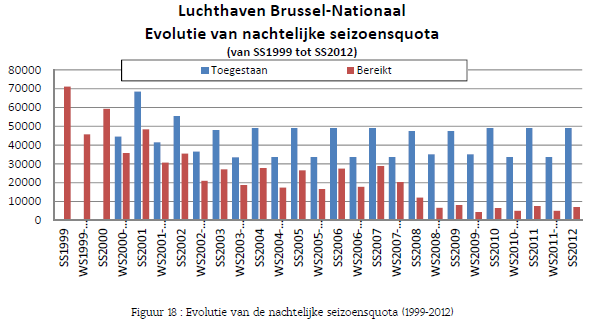 Luchthaven Brussel-Nationaal
Evolutie van nachtelijke seizoensquota
(van SS1999 tot SS2012)
Toegestaan Bereikt
80000
70000
60000
50000
40000
30000
20000
10000
0
SS1999
WS1999-...
SS2000
WS2000-...
SS2001
WS2001-...
SS2002
WS2002-...
SS2003
WS2003-...
SS2004
WS2004-...
SS2005
WS2005-...
SS2006
WS2006-...
SS2007
WS2007-...
SS2008
WS2008-...
SS2009
WS2009-...
SS2010
WS2010-...
SS2011
WS2011-...
SS2012
Figuur 18 : Evolutie van de nachtelijke seizoensquota (1999-2012)